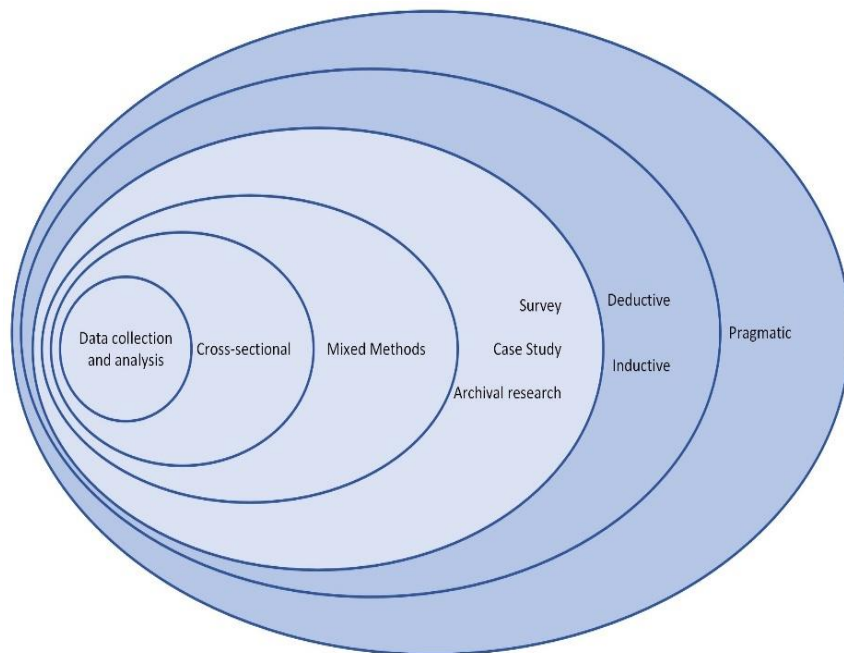 Data collection
and analysis
Cross-sectional
Mixed Methods
Survey
Case Study
Archival research
Deductive
Inductive
Pragmatic